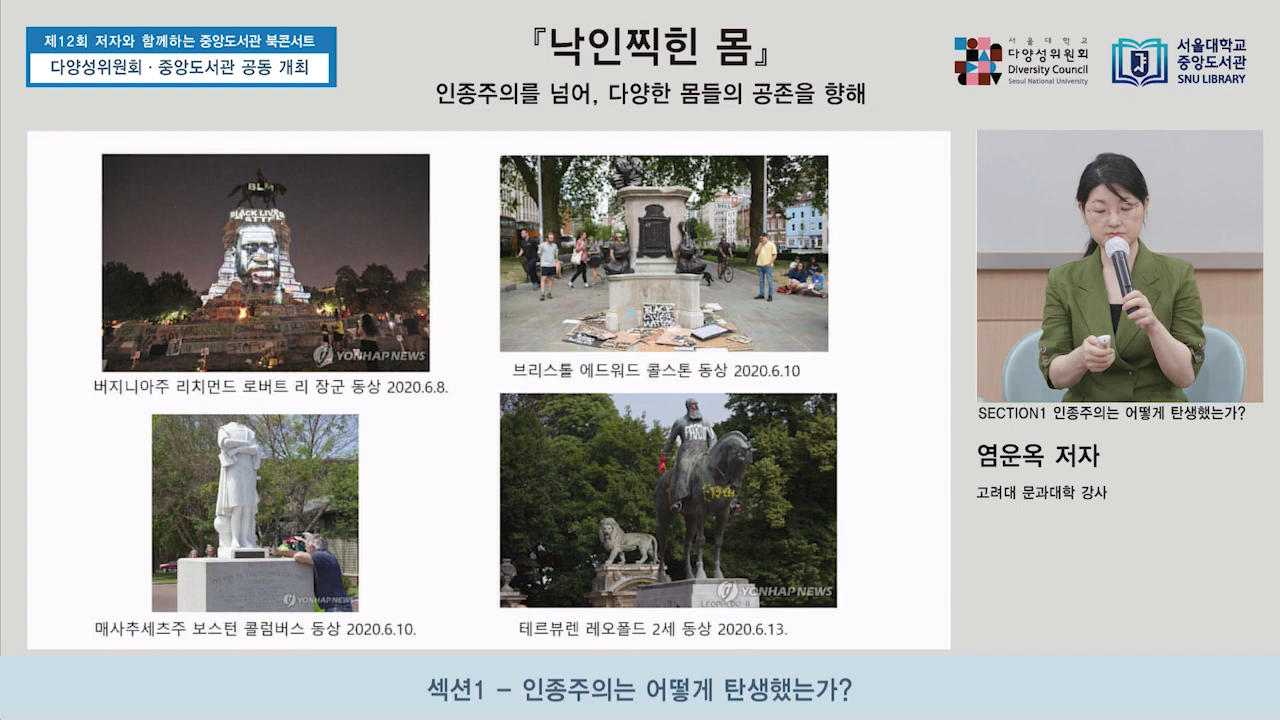 제12회 저자와 함께하는 중앙도서관 북콘서트
다양성위원회·중앙도서관 공동 개최
『낙인찍힌 몸』
인종주의를 넘어, 다양한 몸들의 공존을 향해
서울대학교
다양성위원회
Diversity Council
Seoul National University
서울대학교
중앙도서관
SNU LIBRARY
BLM
BLACK LIVES
YONHAPNEWS
버지니아주 리치먼드 로버트 리 장군 동상 2020.6.8.
BLACK
LIVES
MATTER
브리스톨 에드워드 콜스톤 동상 2020.6.10
YONHAPNEWS
매사추세츠주 보스턴 콜럼버스 동상 2020.6.10.
PARDON
YONHAPNEWS
LEOPOLDO II
테르뷰렌 레오폴드 2세 동상 2020.6.13.
SECTION1 인종주의는 어떻게 탄생했는가?
염운옥 저자
고려대 문과대학 강사
섹션1 – 인종주의는 어떻게 탄생했는가?